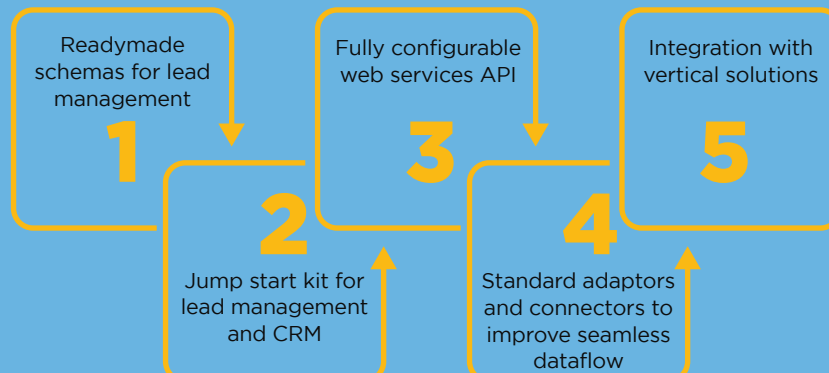 Readymade
schemas for lead
management
1
2
Jump start kit for
lead management
and CRM
Fully configurable
web services API
3
4
Standard adaptors
and connectors to
improve seamless
dataflow
Integration with
vertical solutions
5